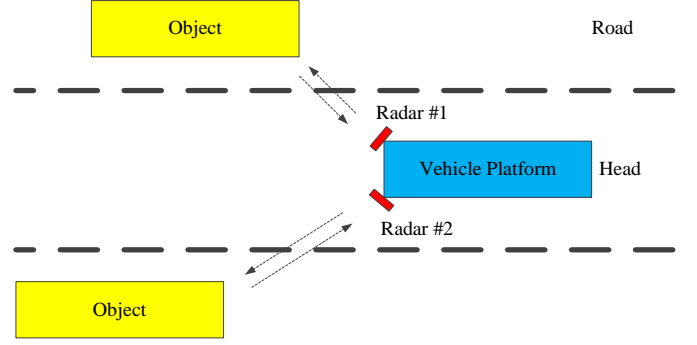 Object
Road
Radar #1
Vehicle Platform
Head
Radar #2
Object